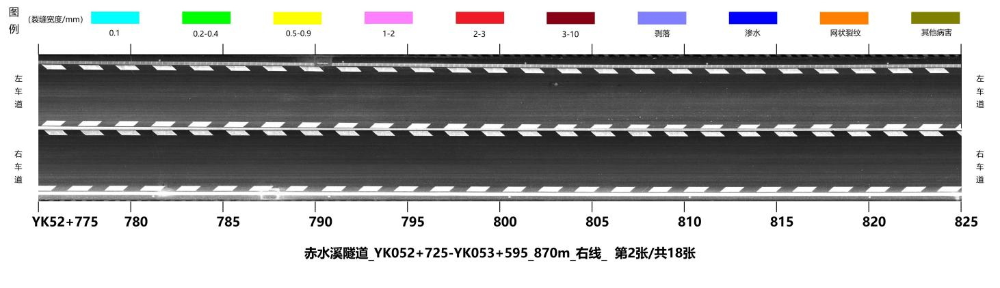 图例 (裂缝宽度/mm) 0.1 0.2-0.4 0.5-0.9 1-2 2-3 3-10 剥落 渗水 网状裂纹 其他病害
左车道 左车道
右车道 右车道
YK52+775 780 785 790 795 800 805 810 815 820 825
赤水溪隧道_YK052+725-YK053+595_870m_右线_ 第2张/共18张